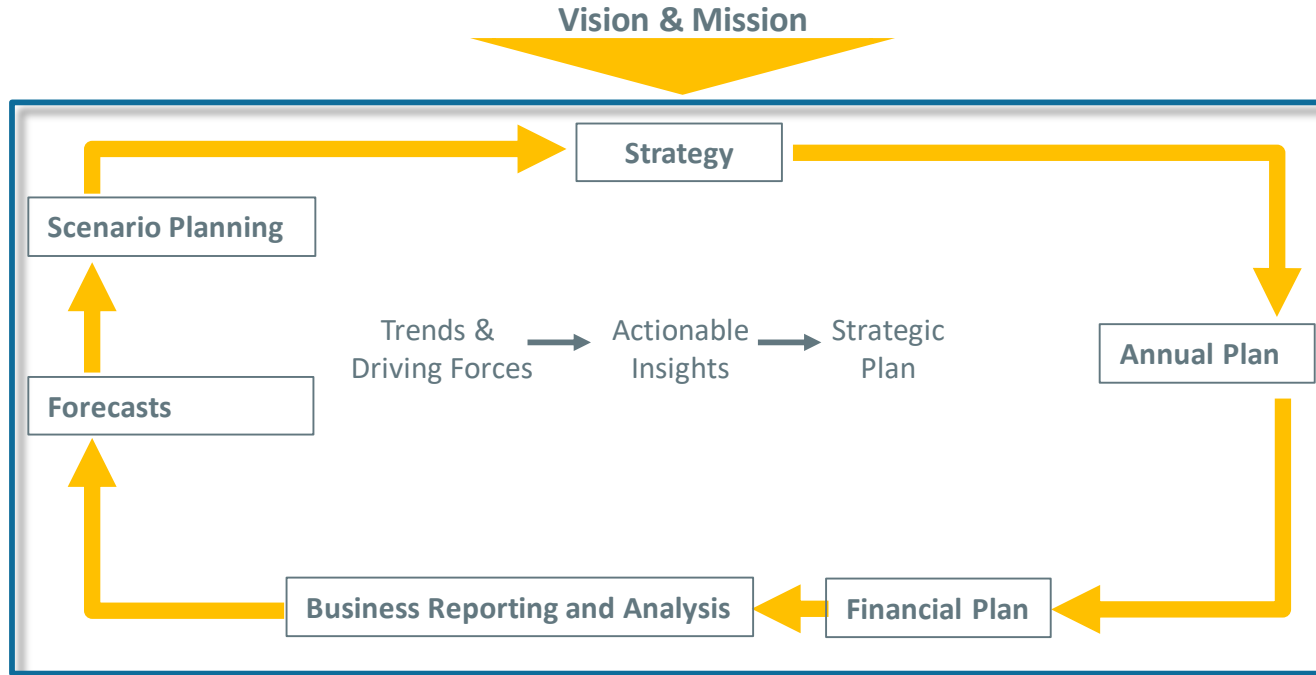 Vision & Mission
Strategy
Scenario Planning
Trends &
Driving Forces
Actionable
Insights
Strategic
Plan
Annual Plan
Forecasts
Business Reporting and Analysis
Financial Plan